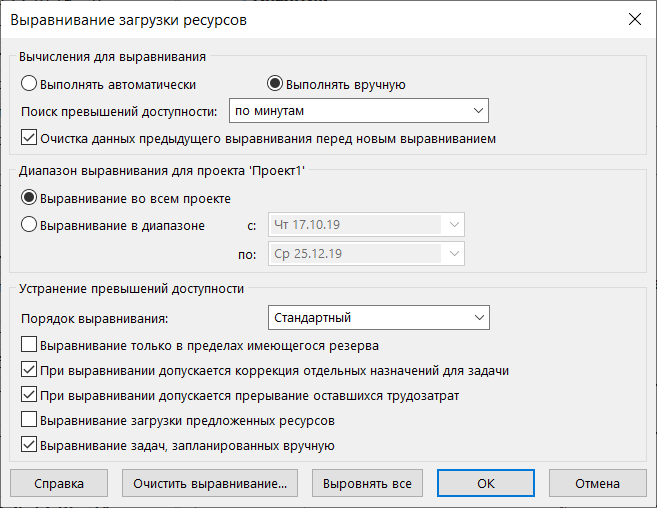 Выравнивание загрузки ресурсов
Вычисления для выравнивания
Выполнять автоматически Выполнять вручную
Поиск превышений доступности: по минутам
Очистка данных предыдущего выравнивания перед новым выравниванием
Диапазон выравнивания для проекта 'Проект1'
Выравнивание во всем проекте
Выравнивание в диапазоне с: Чт 17.10.19
по: Ср 25.12.19
Устранение превышений доступности
Порядок выравнивания: Стандартный
Выравнивание только в пределах имеющегося резерва
При выравнивании допускается коррекция отдельных назначений для задачи
При выравнивании допускается прерывание оставшихся трудозатрат
Выравнивание загрузки предложенных ресурсов
Выравнивание задач, запланированных вручную
Справка Очистить выравнивание... Выровнять все ОК Отмена